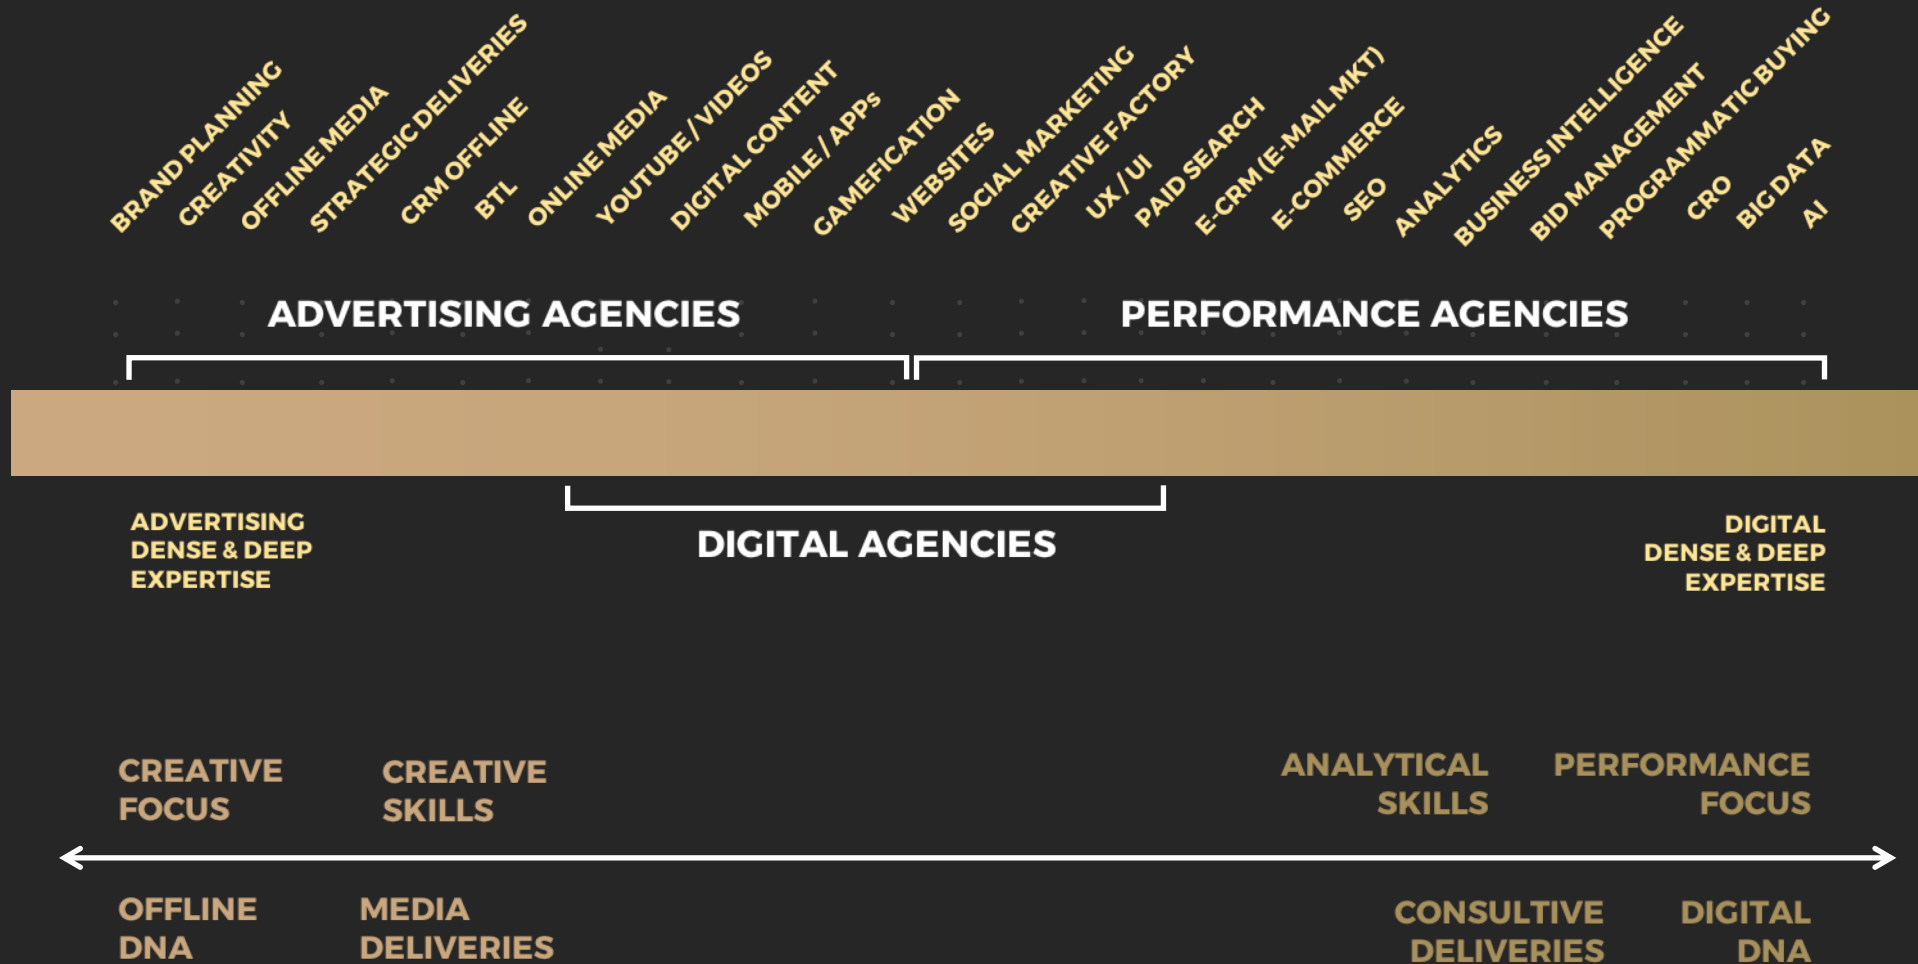 BRAND PLANNING
CREATIVITY
OFFLINE MEDIA
STRATEGIC DELIVERIES
CRM OFFLINE
BTL
ONLINE MEDIA
YOUTUBE / VIDEOS
DIGITAL CONTENT
MOBILE / APPs
GAMEFICATION
WEBSITES
SOCIAL MARKETING
CREATIVE FACTORY
UX / UI
PAID SEARCH
E-CRM (E-MAIL MKT)
E-COMMERCE
SEO
ANALYTICS
BUSINESS INTELLIGENCE
BID MANAGEMENT
PROGRAMMATIC BUYING
CRO
BIG DATA
AI
ADVERTISING AGENCIES
PERFORMANCE AGENCIES
ADVERTISING
DENSE & DEEP
EXPERTISE
DIGITAL AGENCIES
DIGITAL
DENSE & DEEP
EXPERTISE
CREATIVE
FOCUS
CREATIVE
SKILLS
ANALYTICAL
SKILLS
PERFORMANCE
FOCUS
OFFLINE
DNA
MEDIA
DELIVERIES
CONSULTIVE
DELIVERIES
DIGITAL
DNA